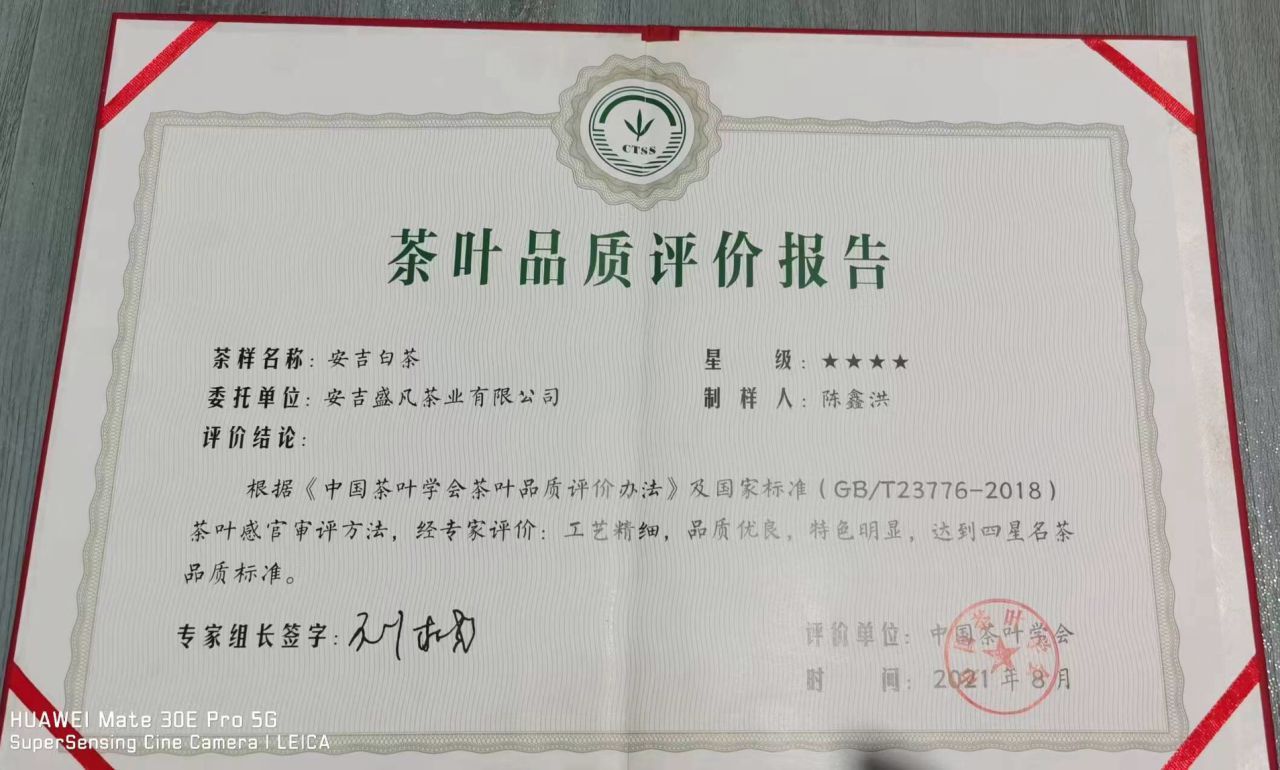 CTSS
茶叶品质评价报告
茶样名称：安吉白茶
星 级：★★★★
委托单位：安吉盛凡茶业有限公司
制 样 人：陈鑫洪
评价结论：
根据《中国茶叶学会茶叶品质评价办法》及国家标准（GB/T23776-2018）
茶叶感官审评方法，经专家评价：工艺精细，品质优良，特色明显，达到四星名茶
品质标准。
专家组长签字：
评价单位：中国茶叶学会
时 间：2021年8月
HUAWEI Mate 30E Pro 5G
SuperSensing Cine Camera | LEICA